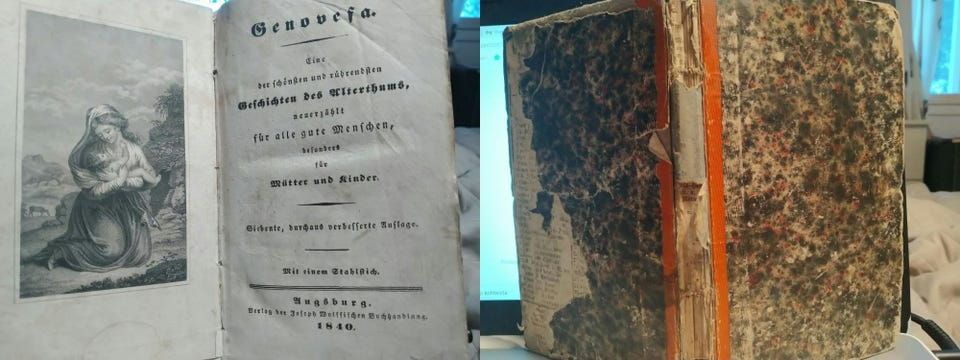 Genovefa.
Eine
der schönsten und rührendsten
Geschichten des Alterthums,
neuerzählt
für alle gute Menschen,
besonders
für
Mütter und Kinder.
Siebente, durchaus verbesserte Auflage.
Mit einem Stahlstich.
Augsburg.
Verlag der Joseph Wolffischen Buchhandlung.
1840.